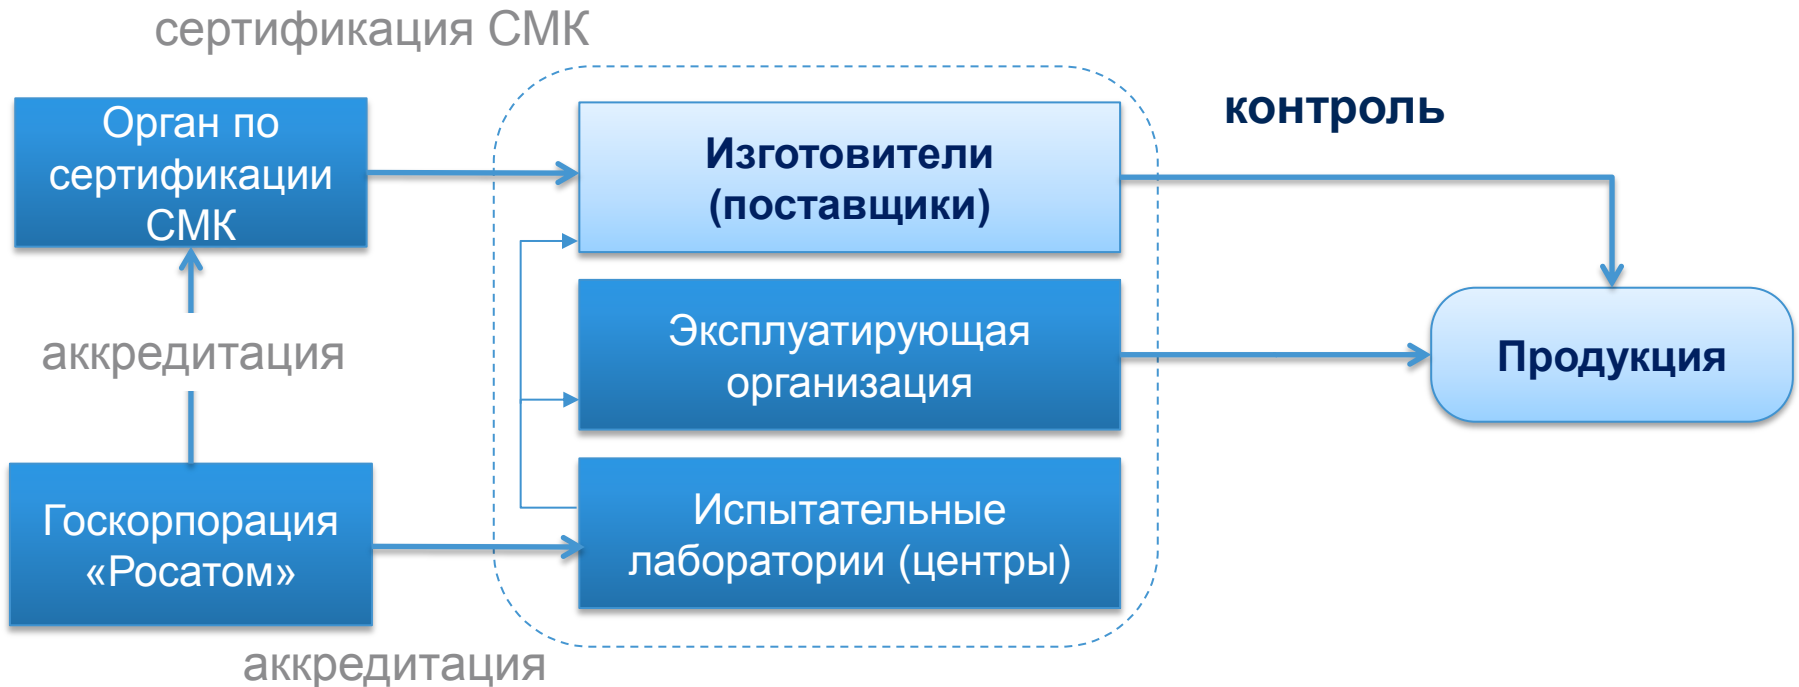 сертификация СМК
Орган по
сертификации
СМК
Изготовители
(поставщики)
контроль
аккредитация
Эксплуатирующая
организация
Продукция
Госкорпорация
«Росатом»
Испытательные
лаборатории (центры)
аккредитация